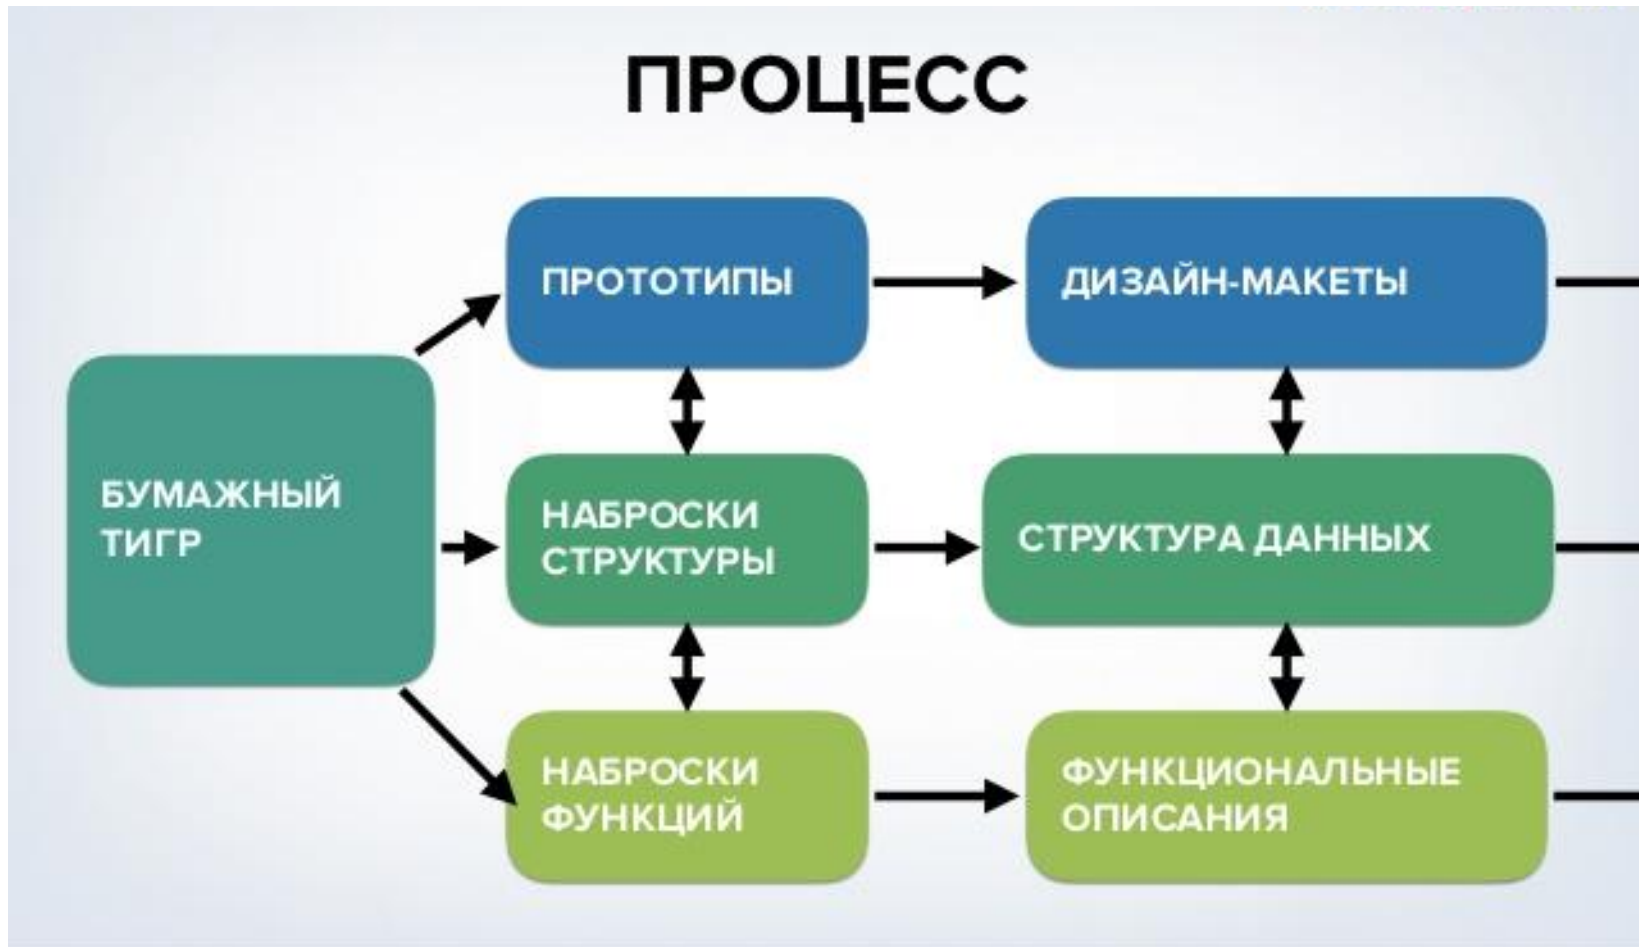 ПРОЦЕСС
ПРОТОТИПЫ
ДИЗАЙН-МАКЕТЫ
БУМАЖНЫЙ
ТИГР
НАБРОСКИ
СТРУКТУРЫ
СТРУКТУРА ДАННЫХ
НАБРОСКИ
ФУНКЦИЙ
ФУНКЦИОНАЛЬНЫЕ
ОПИСАНИЯ